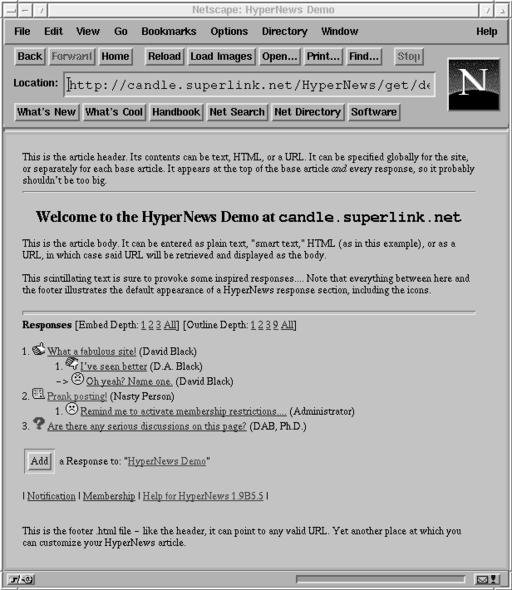 Netscape: HyperNews Demo
File Edit View Go Bookmarks Options Directory Window Help
Back Forward Home Reload Load Images Open... Print... Find... Stop
Location: http://candle.superlink.net/HyperNews/get/de
N
What's New What's Cool Handbook Net Search Net Directory Software
This is the article header. Its contents can be text, HTML, or a URL. It can be specified globally for the site,
or separately for each base article. It appears at the top of the base article and every response, so it probably
shouldn't be too big.
Welcome to the HyperNews Demo at candle.superlink.net
This is the article body. It can be entered as plain text, "smart text," HTML (as in this example), or as a
URL, in which case said URL will be retrieved and displayed as the body.
This scintillating text is sure to provoke some inspired responses.... Note that everything between here and
the footer illustrates the default appearance of a HyperNews response section, including the icons.
Responses [Embed Depth: 1 2 3 All] [Outline Depth: 1 2 3 9 All]
1. What a fabulous site! (David Black)
1. I've seen better (D.A. Black)
-> Oh yeah? Name one. (David Black)
2. Prank posting! (Nasty Person)
1. Remind me to activate membership restrictions.... (Administrator)
3. Are there any serious discussions on this page? (DAB, Ph.D.)
Add a Response to: "HyperNews Demo"
| Notification | Membership | Help for HyperNews 1.9B5.5 |
This is the footer .html file – like the header, it can point to any valid URL. Yet another place at which you
can customize your HyperNews article.